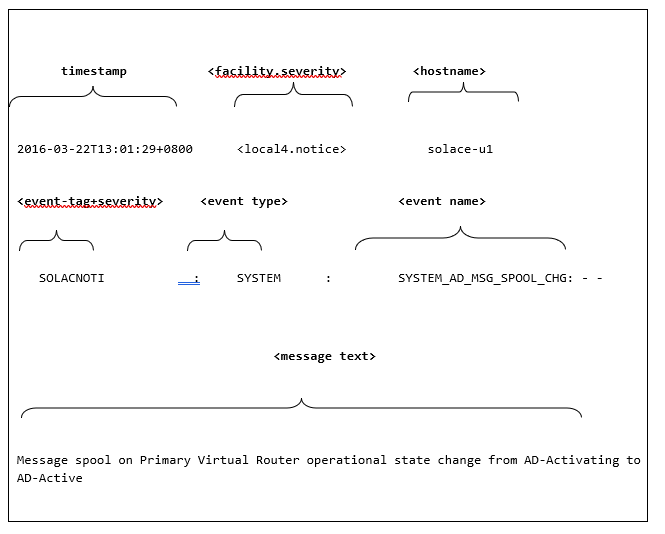 timestamp <facility.severity> <hostname>
2016-03-22T13:01:29+0800 <local4.notice> solace-u1
<event-tag+severity> <event type> <event name>
SOLACNOTI : SYSTEM : SYSTEM_AD_MSG_SPOOL_CHG: - -
<message text>
Message spool on Primary Virtual Router operational state change from AD-Activating to
AD-Active